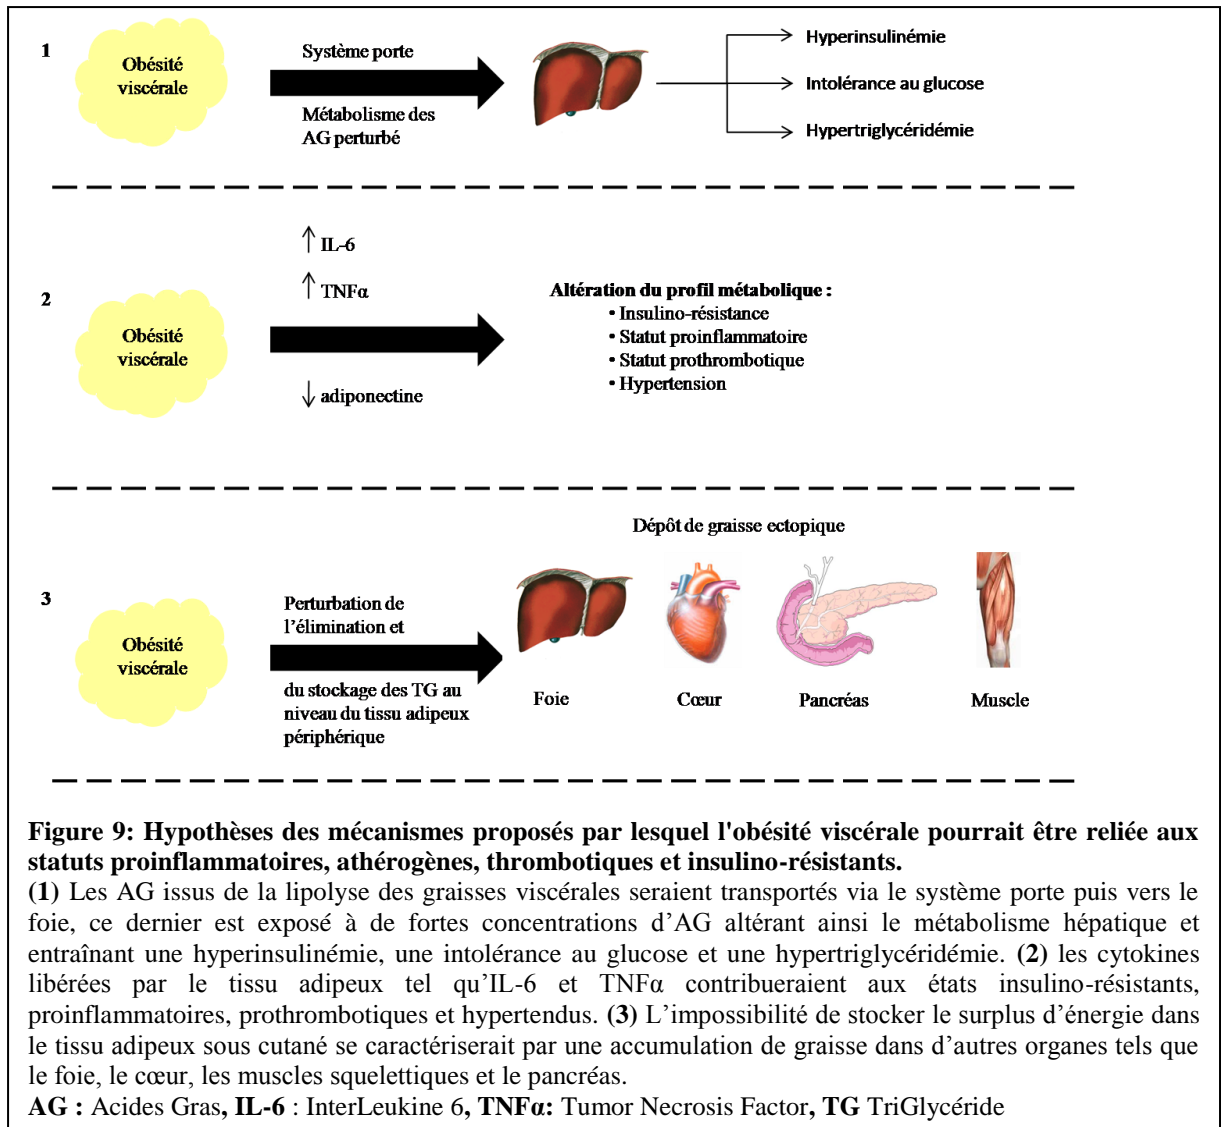 1
Obésité
viscérale
Système porte
Métabolisme des
AG perturbé
Hyperinsulinémie
Intolérance au glucose
Hypertriglycéridémie
2
Obésité
viscérale
↑ IL-6
↑ TNFα
↓ adiponectine
Altération du profil métabolique :
• Insulino-résistance
• Statut proinflammatoire
• Statut prothrombotique
• Hypertension
3
Obésité
viscérale
Perturbation de
l’élimination et
du stockage des TG au
niveau du tissu adipeux
périphérique
Dépôt de graisse ectopique
Foie
Cœur
Pancréas
Muscle
Figure 9: Hypothèses des mécanismes proposés par lesquel l'obésité viscérale pourrait être reliée aux
statuts proinflammatoires, athérogènes, thrombotiques et insulino-résistants.
(1) Les AG issus de la lipolyse des graisses viscérales seraient transportés via le système porte puis vers le
foie, ce dernier est exposé à de fortes concentrations d’AG altérant ainsi le métabolisme hépatique et
entraînant une hyperinsulinémie, une intolérance au glucose et une hypertriglycéridémie. (2) les cytokines
libérées par le tissu adipeux tel qu’IL-6 et TNFα contribueraient aux états insulino-résistants,
proinflammatoires, prothrombotiques et hypertendus. (3) L’impossibilité de stocker le surplus d’énergie dans
le tissu adipeux sous cutané se caractériserait par une accumulation de graisse dans d’autres organes tels que
le foie, le cœur, les muscles squelettiques et le pancréas.
AG : Acides Gras, IL-6 : InterLeukine 6, TNFα: Tumor Necrosis Factor, TG TriGlycéride